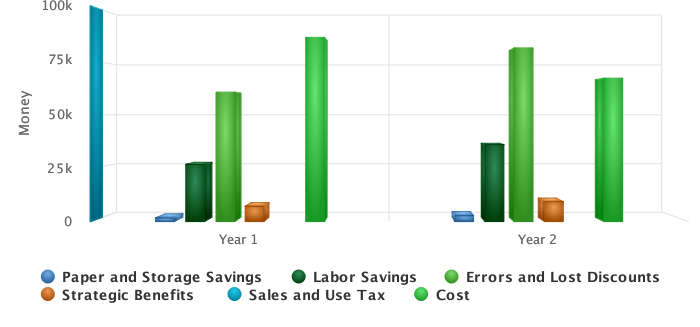 100k
75k
50k
25k
0
Money
Year 1 Year 2
Paper and Storage Savings Labor Savings Errors and Lost Discounts
Strategic Benefits Sales and Use Tax Cost